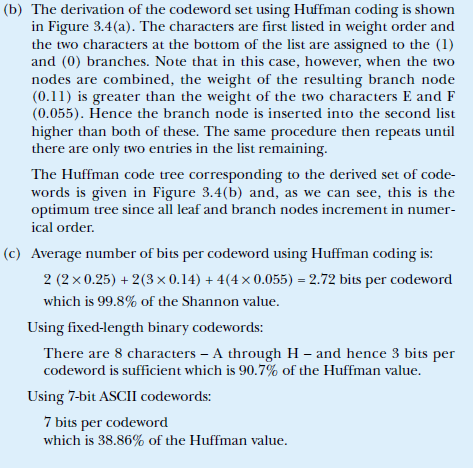 (b) The derivation of the codeword set using Huffman coding is shown
in Figure 3.4(a). The characters are first listed in weight order and
the two characters at the bottom of the list are assigned to the (1)
and (0) branches. Note that in this case, however, when the two
nodes are combined, the weight of the resulting branch node
(0.11) is greater than the weight of the two characters E and F
(0.055). Hence the branch node is inserted into the second list
higher than both of these. The same procedure then repeats until
there are only two entries in the list remaining.
The Huffman code tree corresponding to the derived set of code-
words is given in Figure 3.4(b) and, as we can see, this is the
optimum tree since all leaf and branch nodes increment in numer-
ical order.
(c) Average number of bits per codeword using Huffman coding is:
2 (2 × 0.25) + 2(3 × 0.14) + 4(4 × 0.055) = 2.72 bits per codeword
which is 99.8% of the Shannon value.
Using fixed-length binary codewords:
There are 8 characters – A through H – and hence 3 bits per
codeword is sufficient which is 90.7% of the Huffman value.
Using 7-bit ASCII codewords:
7 bits per codeword
which is 38.86% of the Huffman value.